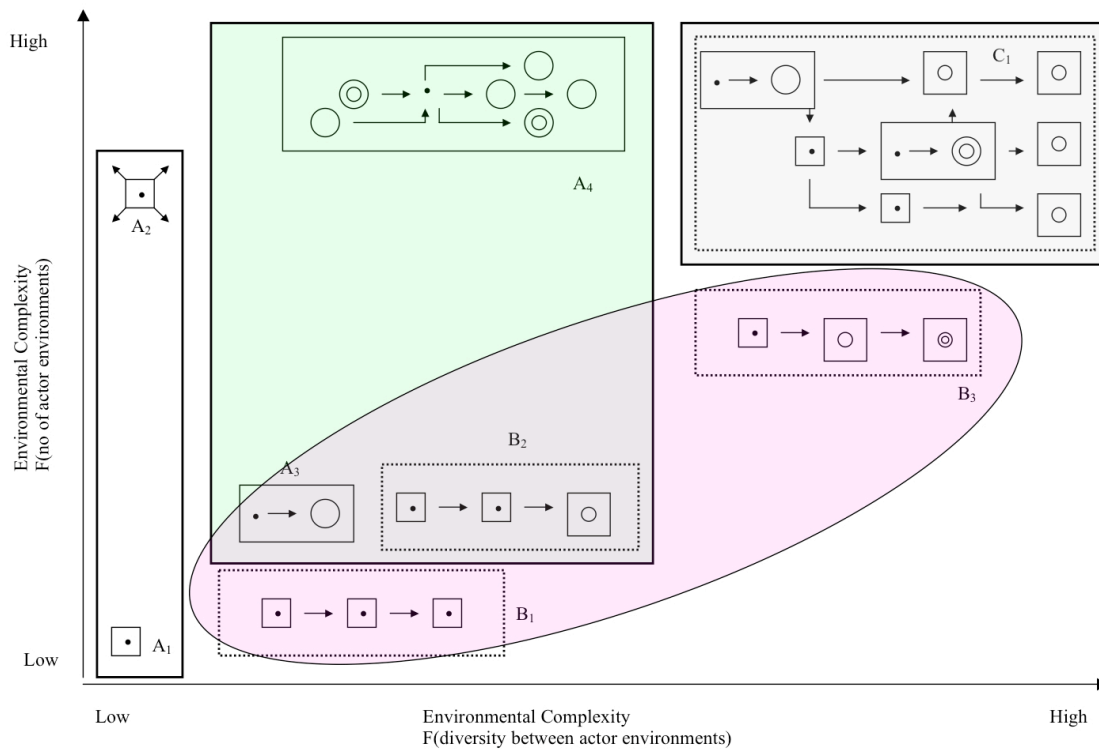 High
C₁
A₄
A₂
Environmental Complexity
F(no of actor environments)
B₃
B₂
A₃
B₁
A₁
Low
Low
Environmental Complexity
High
F(diversity between actor environments)